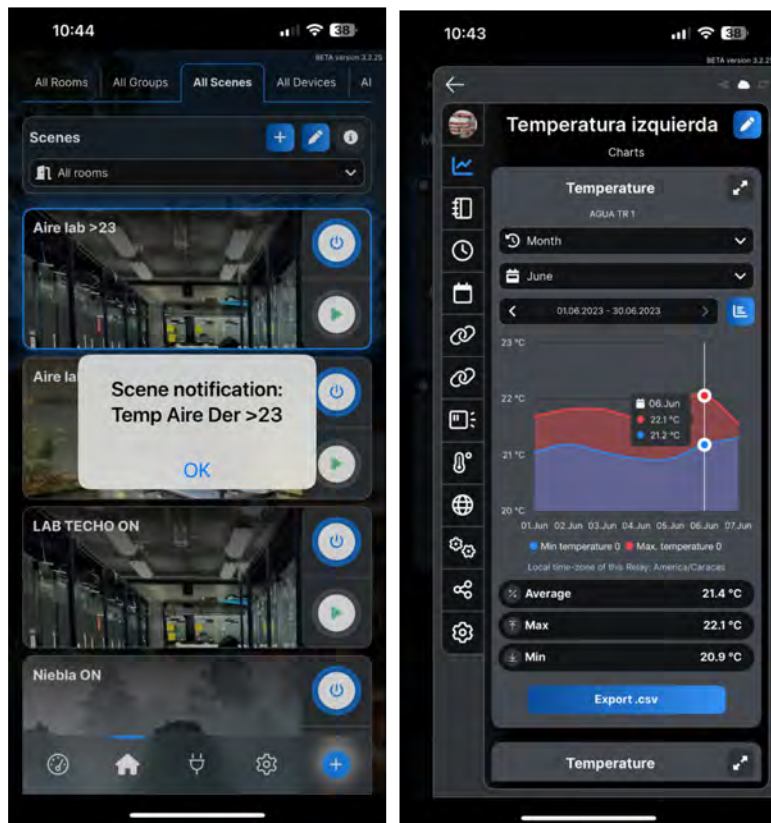 10:44
38
BETA version 3.2.25
All Rooms All Groups All Scenes All Devices Al
Scenes
All rooms
Aire lab >23
Aire la
Scene notification:
Temp Aire Der >23
OK
LAB TECHO ON
Niebla ON
10:43
38
BETA version 3.2.25
Temperatura izquierda
Charts
Temperature
AGUA TR 1
Month
June
01.06.2023 - 30.06.2023
23 °C
22 °C
21 °C
20 °C
06.Jun
22.1 °C
21.2 °C
01.Jun 02.Jun 03.Jun 04.Jun 05.Jun 06.Jun 07.Jun
Min temperature 0 Max. temperature 0
Local time-zone of this Relay: America/Caracas
Average 21.4 °C
Max 22.1 °C
Min 20.9 °C
Export .csv
Temperature